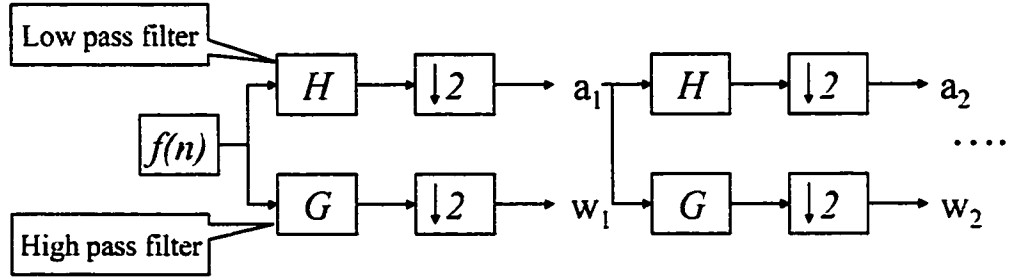 Low pass filter
H
↓2
a₁
H
↓2
a₂
f(n)
....
G
↓2
w₁
G
↓2
w₂
High pass filter